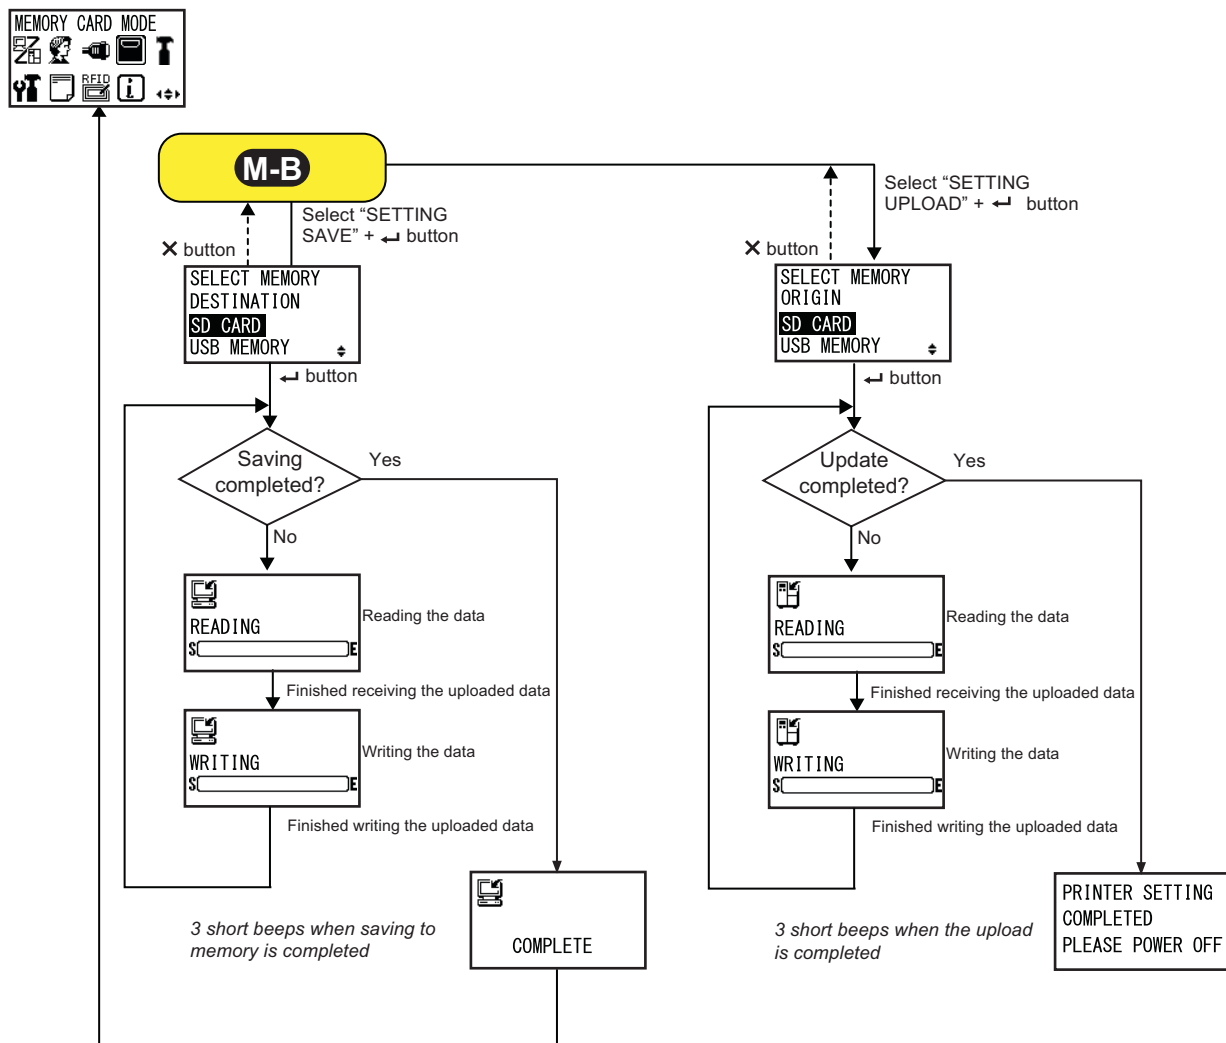 MEMORY CARD MODE
RFID
i
M-B
Select “SETTING
SAVE” + ↵ button
✕ button
SELECT MEMORY
DESTINATION
SD CARD
USB MEMORY
↵ button
Saving
completed?
Yes
No
READING
S E
Reading the data
Finished receiving the uploaded data
WRITING
S E
Writing the data
Finished writing the uploaded data
3 short beeps when saving to
memory is completed
COMPLETE
Select “SETTING
UPLOAD” + ↵ button
✕ button
SELECT MEMORY
ORIGIN
SD CARD
USB MEMORY
↵ button
Update
completed?
Yes
No
READING
S E
Reading the data
Finished receiving the uploaded data
WRITING
S E
Writing the data
Finished writing the uploaded data
3 short beeps when the upload
is completed
PRINTER SETTING
COMPLETED
PLEASE POWER OFF